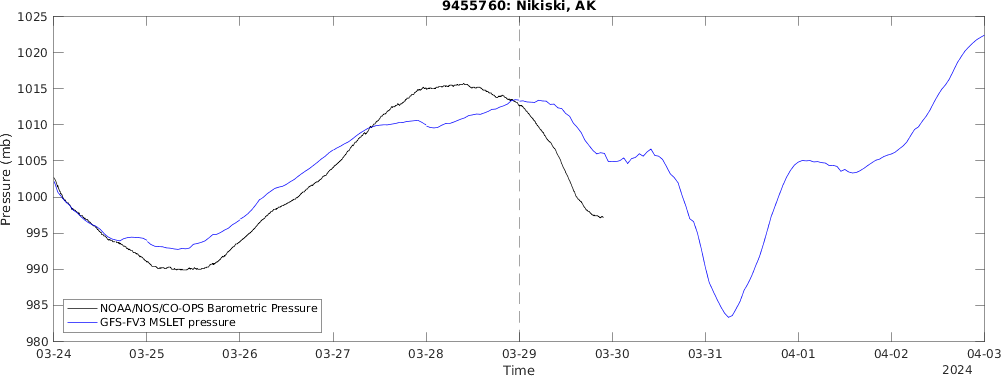 9455760: Nikiski, AK
Pressure (mb)
1025
1020
1015
1010
1005
1000
995
990
985
980
NOAA/NOS/CO-OPS Barometric Pressure
GFS-FV3 MSLET pressure
03-24 03-25 03-26 03-27 03-28 03-29 03-30 03-31 04-01 04-02 04-03
Time
2024